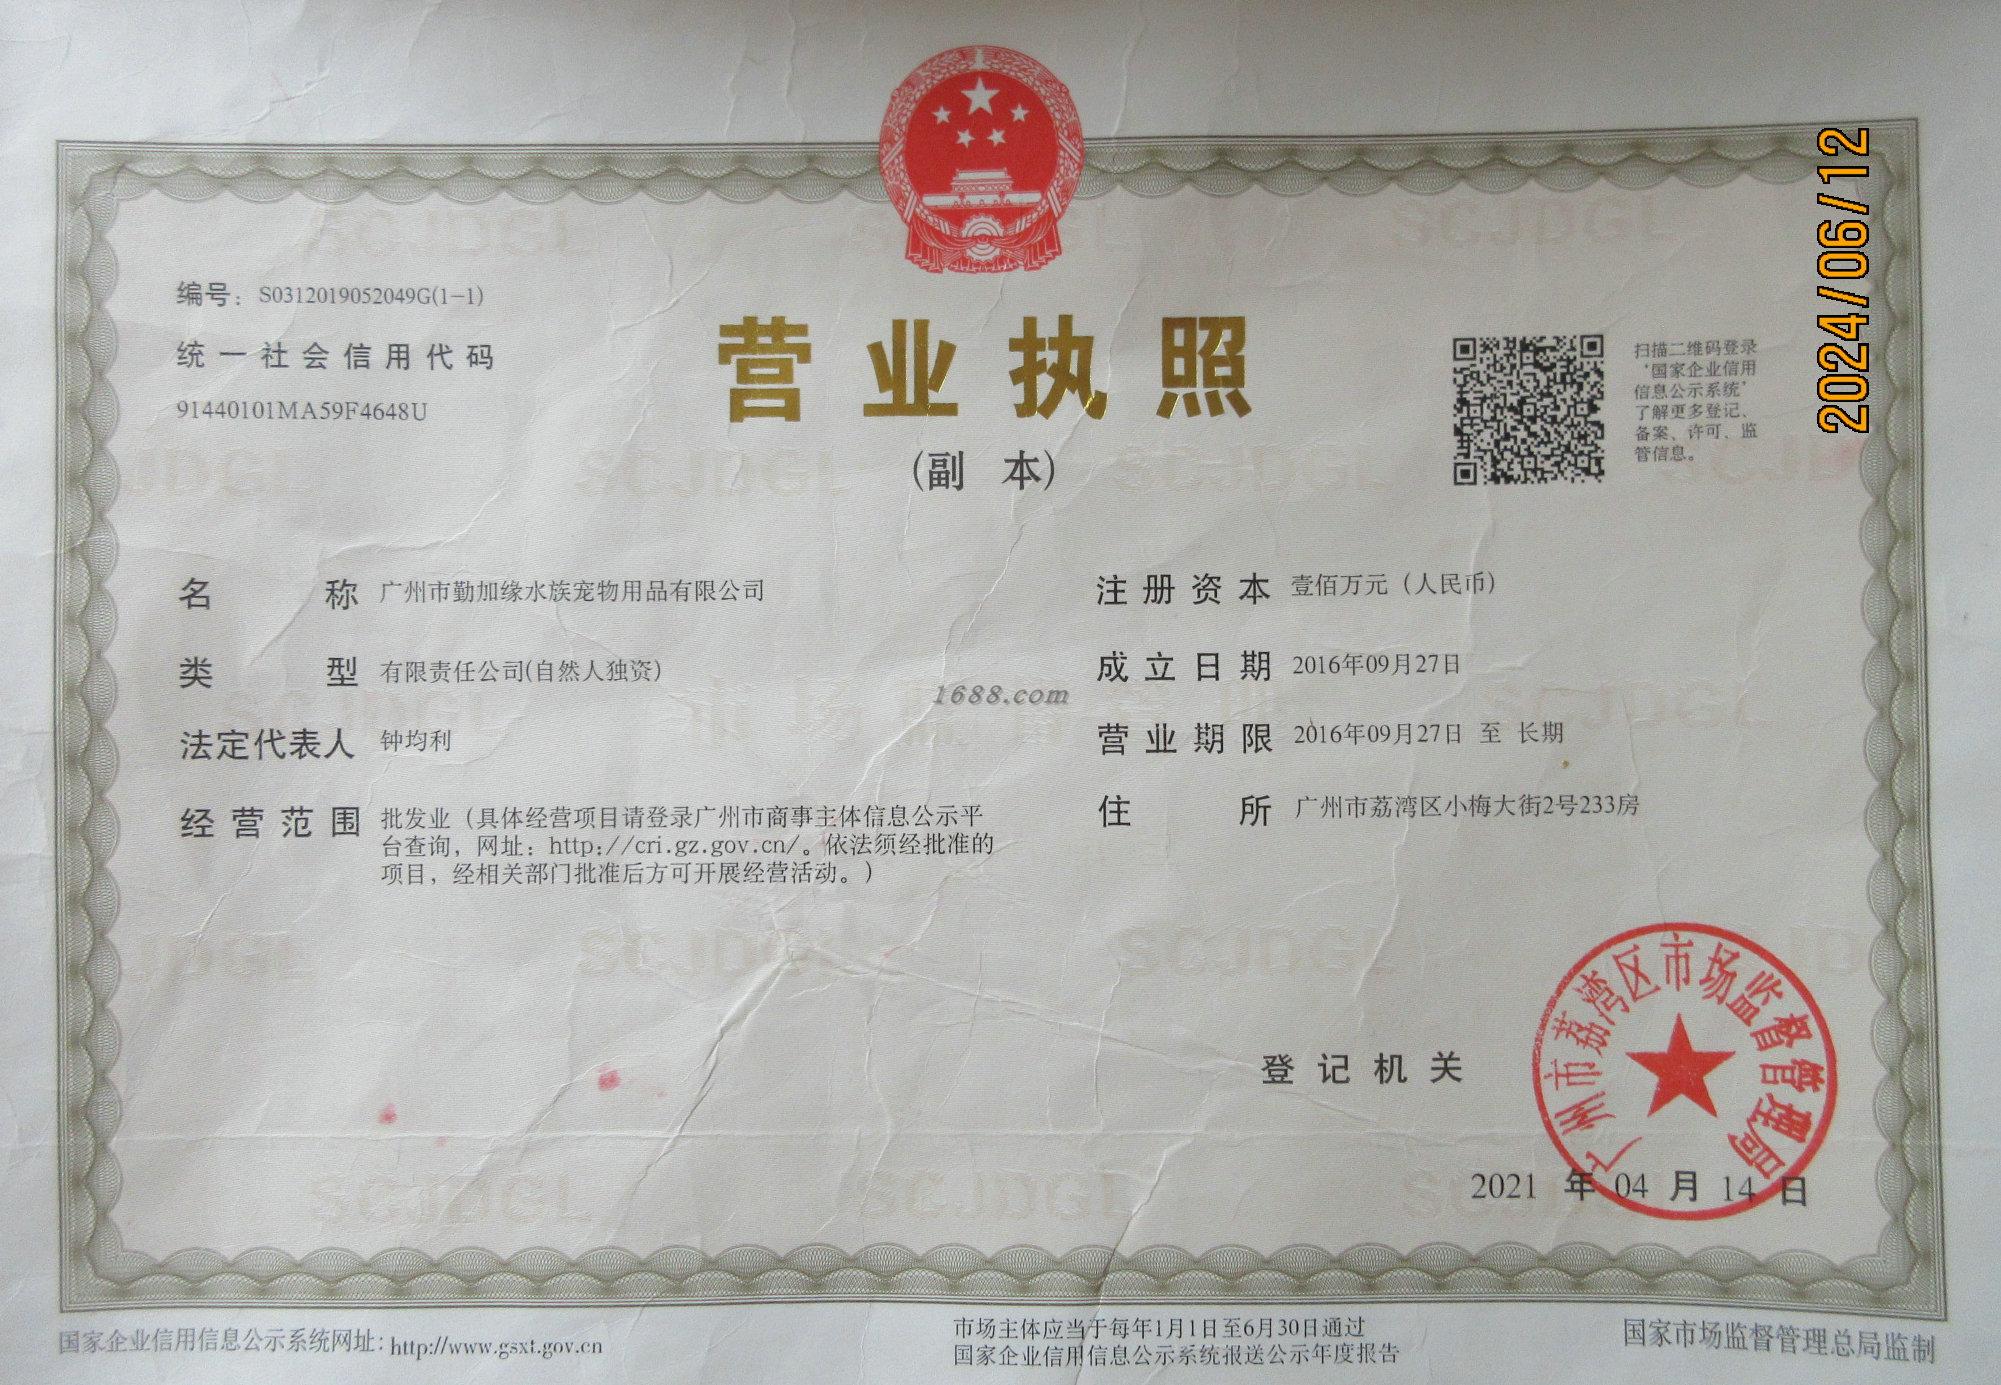 2024/06/12
编号：S0312019052049G(1-1)
统一社会信用代码
91440101MA59F4648U
营业执照
(副 本)
扫描二维码登录
‘国家企业信用
信息公示系统’
了解更多登记、
备案、许可、监
管信息。
名称 广州市勤加缘水族宠物用品有限公司
类型 有限责任公司(自然人独资)
法定代表人 钟均利
经营范围 批发业（具体经营项目请登录广州市商事主体信息公示平
台查询，网址：http://cri.gz.gov.cn/。依法须经批准的
项目，经相关部门批准后方可开展经营活动。）
注册资本 壹佰万元（人民币）
成立日期 2016年09月27日
营业期限 2016年09月27日 至 长期
住所 广州市荔湾区小梅大街2号233房
1688.com
登记机关
广州市荔湾区市场监督管理局
2021 年 04 月 14 日
国家企业信用信息公示系统网址：http://www.gsxt.gov.cn
市场主体应当于每年1月1日至6月30日通过
国家企业信用信息公示系统报送公示年度报告
国家市场监督管理总局监制